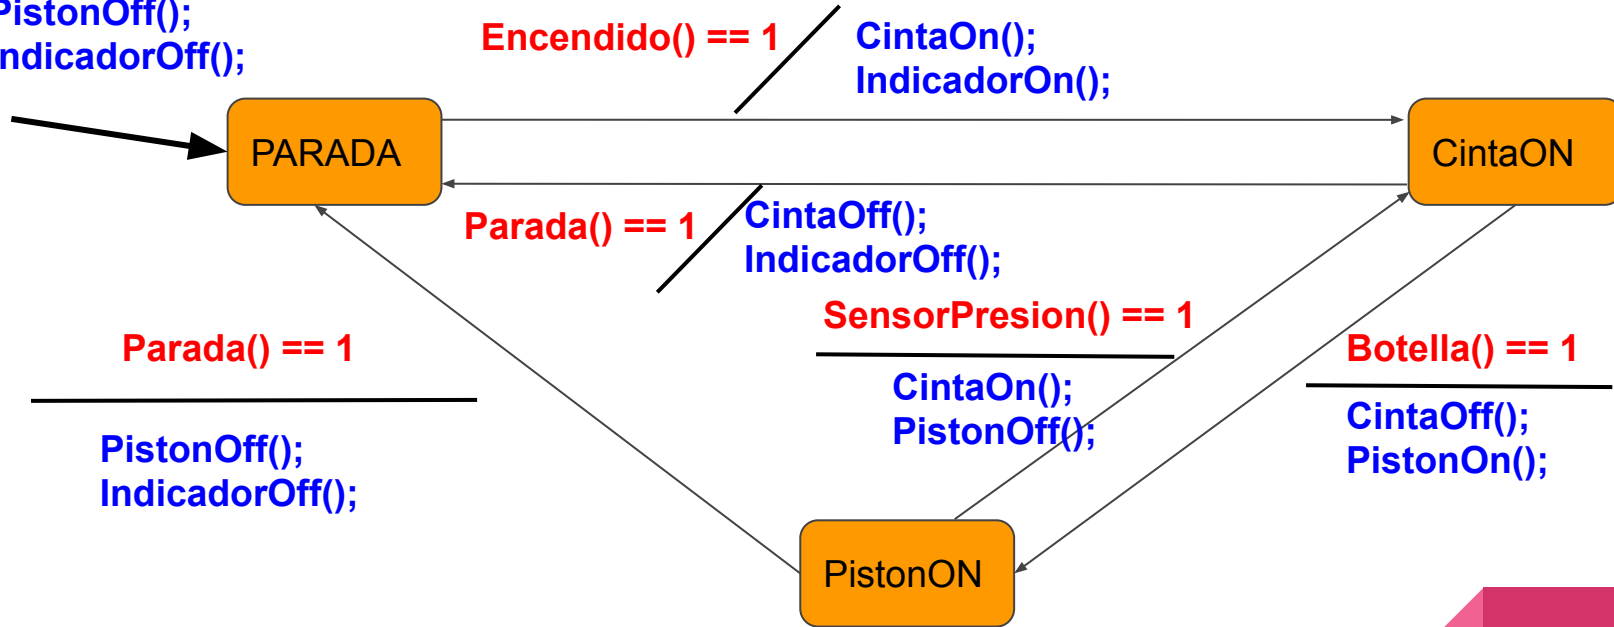 PistonOff();
IndicadorOff();
Encendido() == 1
CintaOn();
IndicadorOn();
PARADA
CintaON
Parada() == 1
CintaOff();
IndicadorOff();
SensorPresion() == 1
CintaOn();
PistonOff();
Parada() == 1
PistonOff();
IndicadorOff();
Botella() == 1
CintaOff();
PistonOn();
PistonON